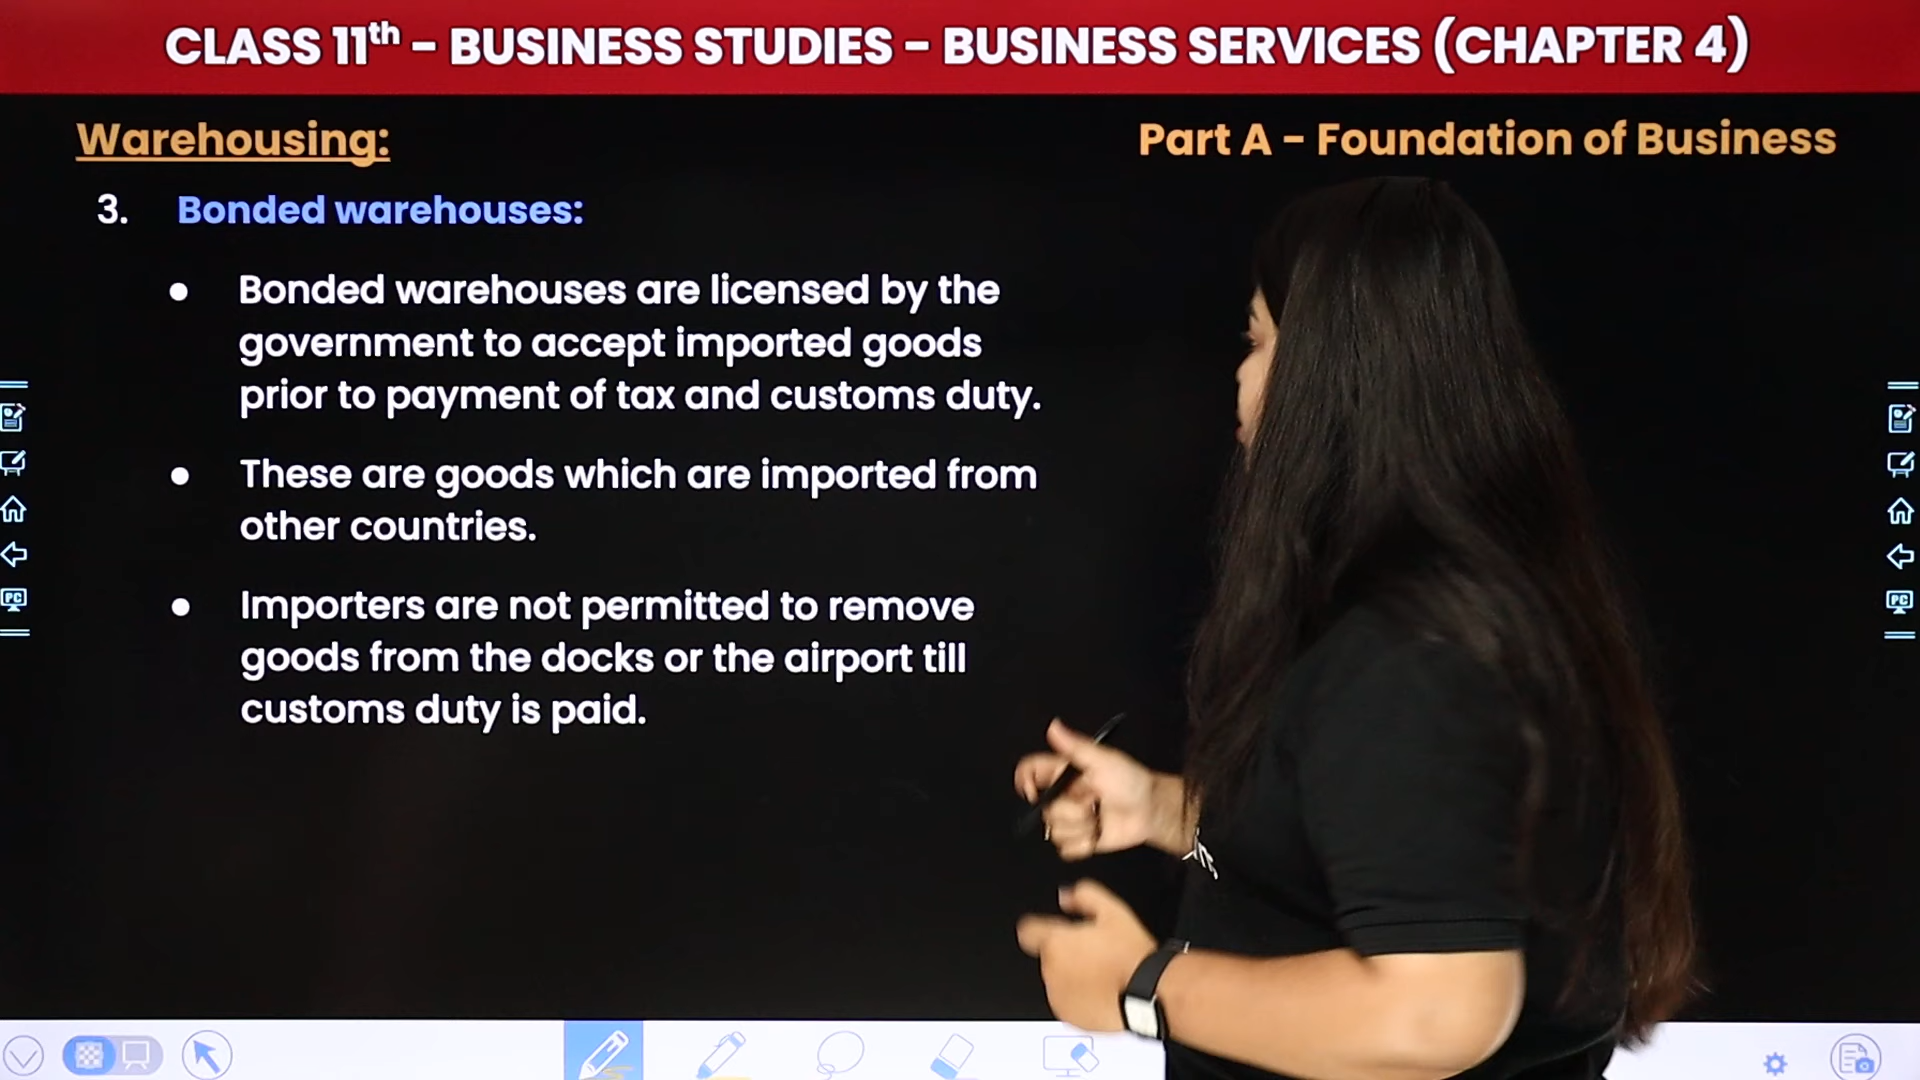 CLASS 11th – BUSINESS STUDIES – BUSINESS SERVICES (CHAPTER 4)
Warehousing:
Part A – Foundation of Business
3. Bonded warehouses:
● Bonded warehouses are licensed by the
government to accept imported goods
prior to payment of tax and customs duty.
● These are goods which are imported from
other countries.
● Importers are not permitted to remove
goods from the docks or the airport till
customs duty is paid.
PC
PC